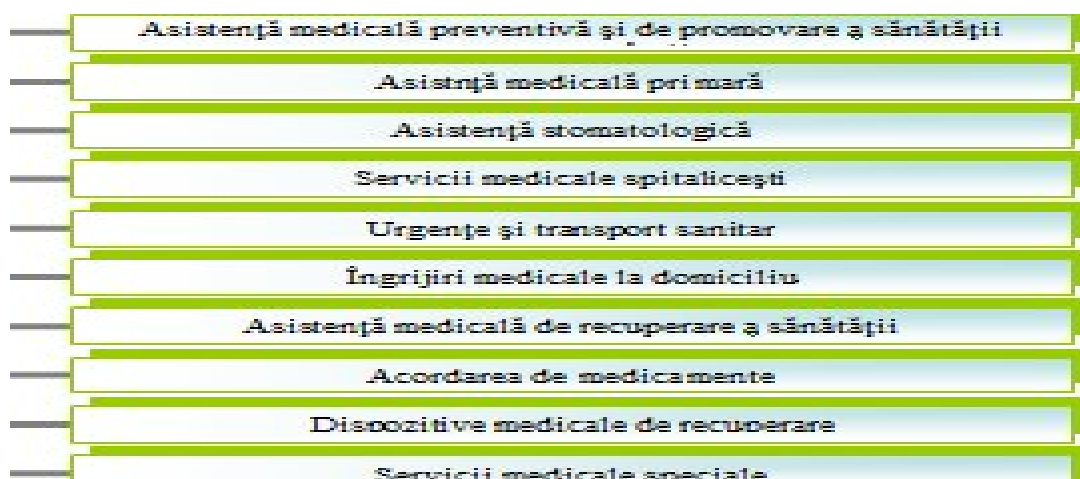 Asistenţă medicală preventivă şi de promovare a sănătăţii
Asistnţă medicală primară
Asistenţă stomatologică
Servicii medicale spitaliceşti
Urgenţe şi transport sanitar
Îngrijiri medicale la domiciliu
Asistenţă medicală de recuperare a sănătăţii
Acordarea de medicamente
Dispozitive medicale de recuperare
Servicii medicale speciale